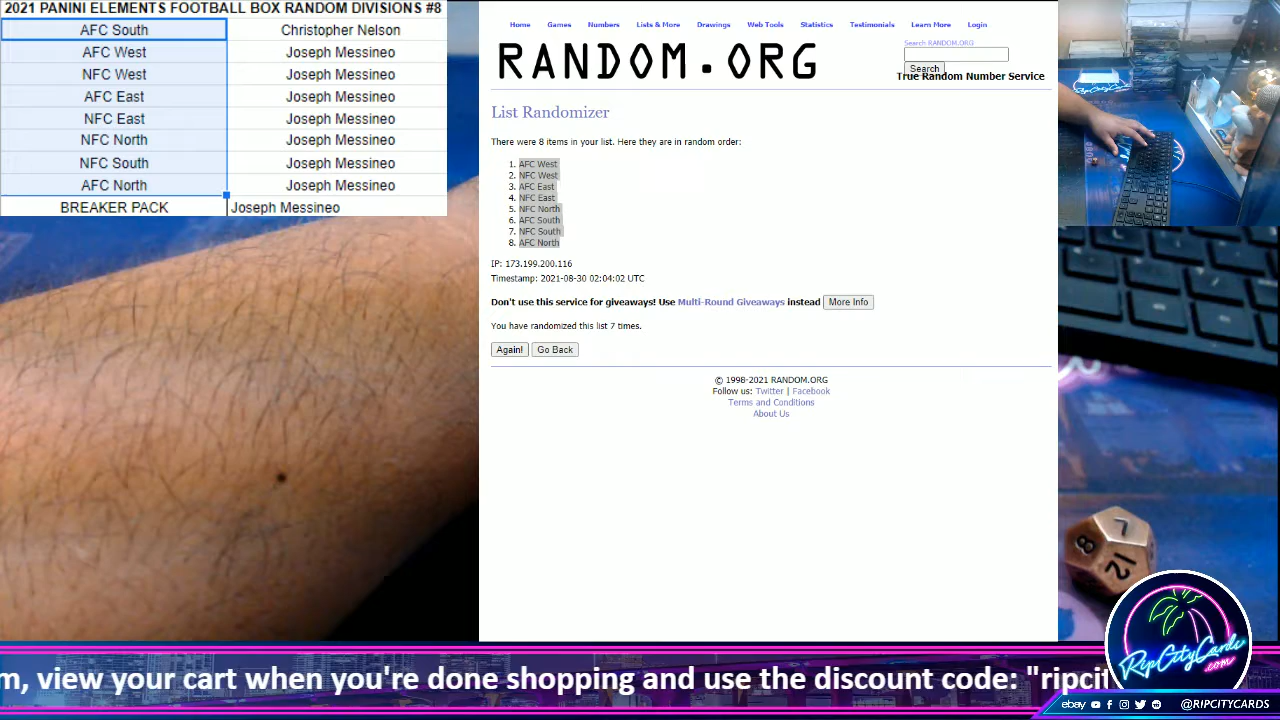 2021 PANINI ELEMENTS FOOTBALL BOX RANDOM DIVISIONS #8
AFC South Christopher Nelson
AFC West Joseph Messineo
NFC West Joseph Messineo
AFC East Joseph Messineo
NFC East Joseph Messineo
NFC North Joseph Messineo
NFC South Joseph Messineo
AFC North Joseph Messineo
BREAKER PACK Joseph Messineo
Home Games Numbers Lists & More Drawings Web Tools Statistics Testimonials Learn More Login
RANDOM.ORG
Search RANDOM.ORG
Search
True Random Number Service
List Randomizer
There were 8 items in your list. Here they are in random order:
1. AFC West
2. NFC West
3. AFC East
4. NFC East
5. NFC North
6. AFC South
7. NFC South
8. AFC North
IP: 173.199.200.116
Timestamp: 2021-08-30 02:04:02 UTC
Don't use this service for giveaways! Use Multi-Round Giveaways instead More Info
You have randomized this list 7 times.
Again! Go Back
© 1998-2021 RANDOM.ORG
Follow us: Twitter | Facebook
Terms and Conditions
About Us
7
8
12
m, view your cart when you're done shopping and use the discount code: "ripcit
RipCityCards
.com
ebay @RIPCITYCARDS